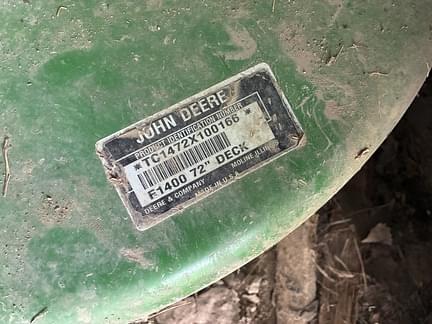 JOHN DEERE
PRODUCT IDENTIFICATION NUMBER
*TC1472X100166*
E1400 72" DECK
DEERE & COMPANY MOLINE, ILLINOIS
MADE IN U.S.A.